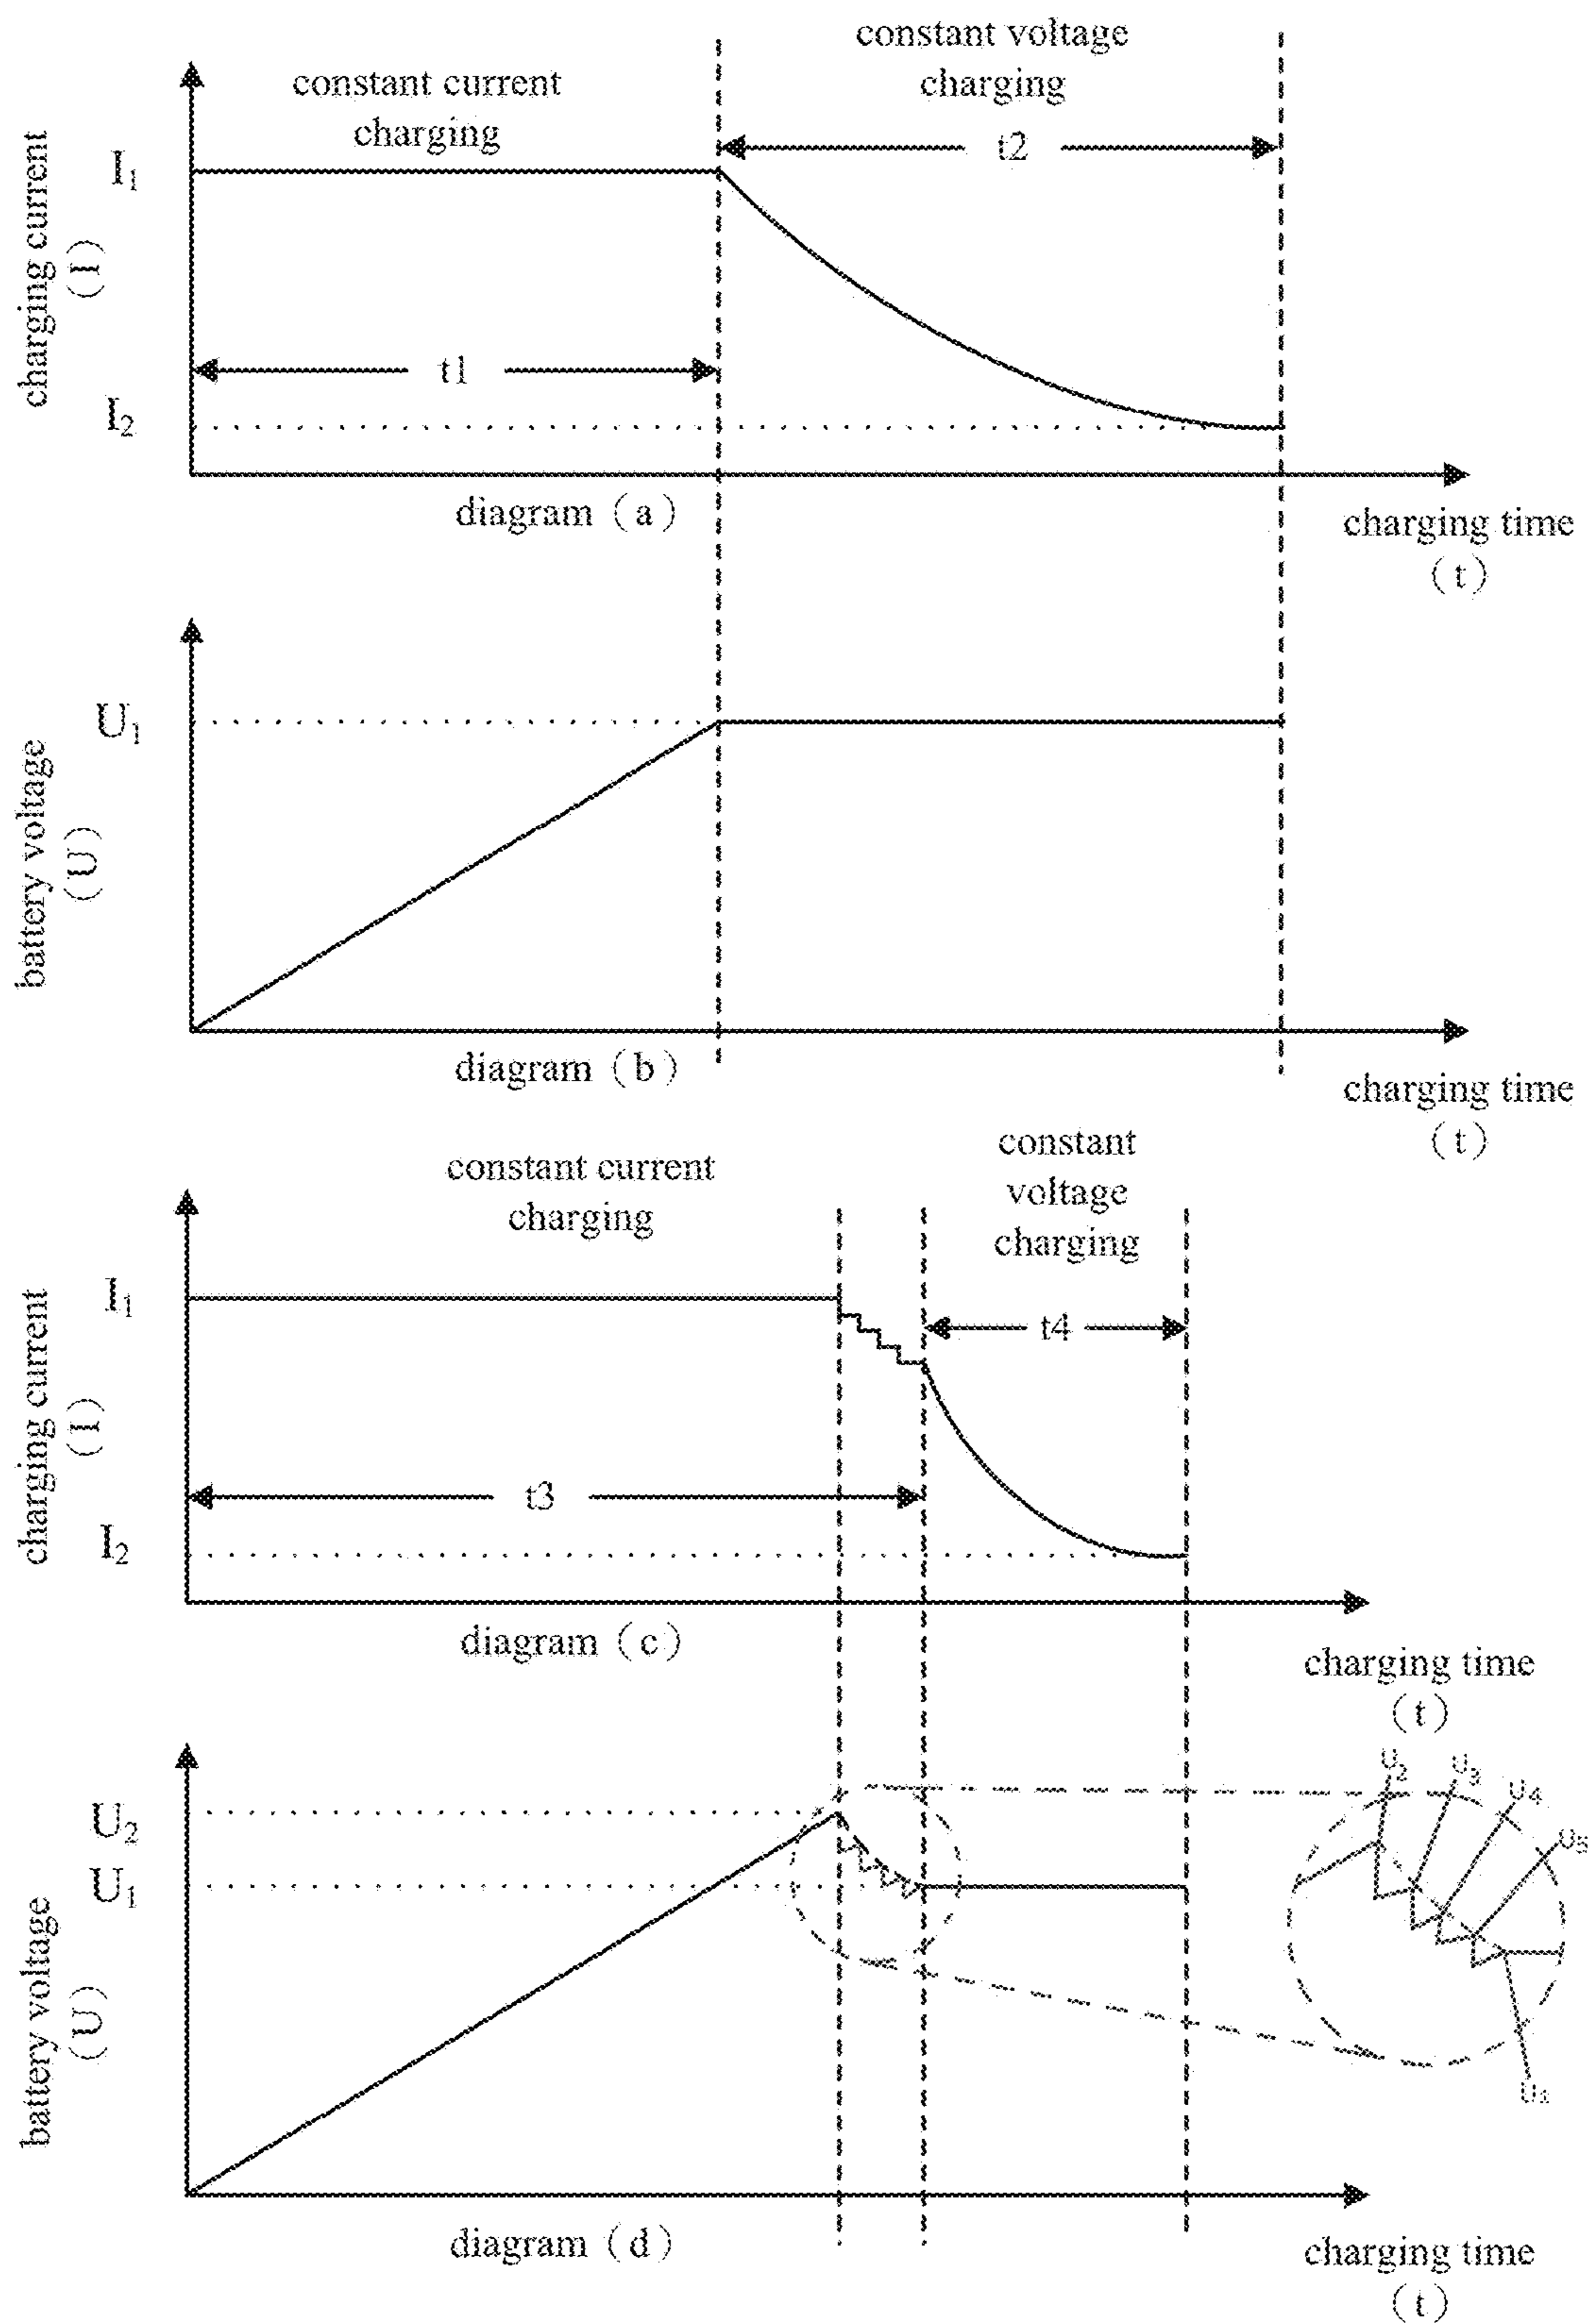 constant voltage
charging
constant current
charging
t2
I₁
charging current
(I)
t1
I₂
diagram (a)
charging time
(t)
U₁
battery voltage
(U)
diagram (b)
charging time
(t)
constant
voltage
charging
constant current
charging
I₁
t4
charging current
(I)
t3
I₂
diagram (c)
charging time
(t)
U₂
U₃
U₄
U₅
U₂
U₁
battery voltage
(U)
U₁
diagram (d)
charging time
(t)